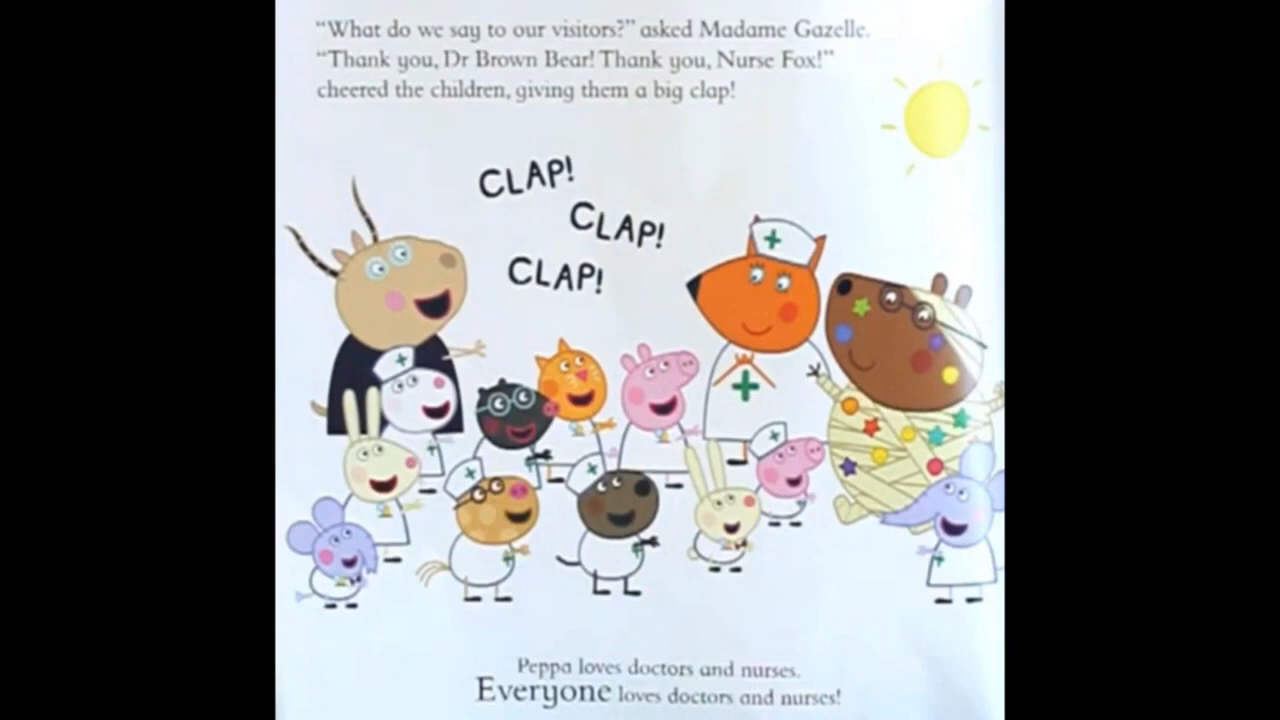 “What do we say to our visitors?” asked Madame Gazelle.
“Thank you, Dr Brown Bear! Thank you, Nurse Fox!”
cheered the children, giving them a big clap!
CLAP!
CLAP!
CLAP!
Peppa loves doctors and nurses.
Everyone loves doctors and nurses!